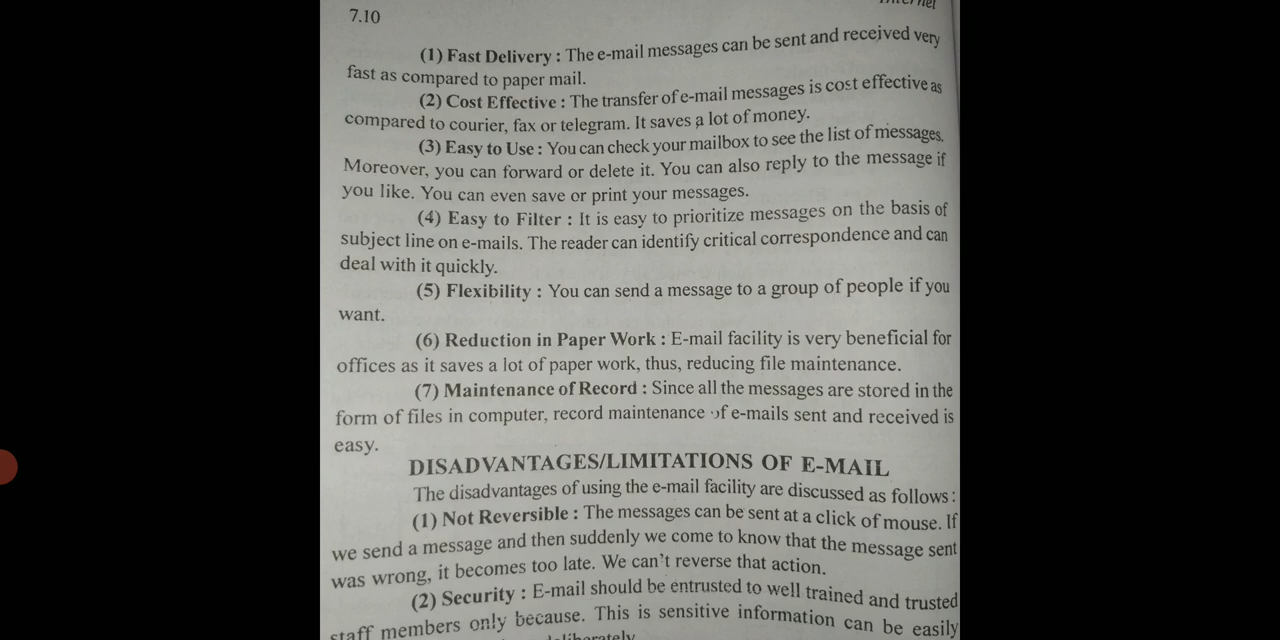 7.10
(1) Fast Delivery : The e-mail messages can be sent and received very
fast as compared to paper mail.
(2) Cost Effective : The transfer of e-mail messages is cost effective as
compared to courier, fax or telegram. It saves a lot of money.
(3) Easy to Use : You can check your mailbox to see the list of messages.
Moreover, you can forward or delete it. You can also reply to the message if
you like. You can even save or print your messages.
(4) Easy to Filter : It is easy to prioritize messages on the basis of
subject line on e-mails. The reader can identify critical correspondence and can
deal with it quickly.
(5) Flexibility : You can send a message to a group of people if you
want.
(6) Reduction in Paper Work : E-mail facility is very beneficial for
offices as it saves a lot of paper work, thus, reducing file maintenance.
(7) Maintenance of Record : Since all the messages are stored in the
form of files in computer, record maintenance of e-mails sent and received is
easy.
DISADVANTAGES/LIMITATIONS OF E-MAIL
The disadvantages of using the e-mail facility are discussed as follows :
(1) Not Reversible : The messages can be sent at a click of mouse. If
we send a message and then suddenly we come to know that the message sent
was wrong, it becomes too late. We can't reverse that action.
(2) Security : E-mail should be entrusted to well trained and trusted
staff members only because. This is sensitive information can be easily